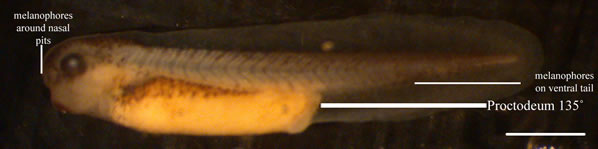 melanophores
around nasal
pits
melanophores
on ventral tail
Proctodeum 135˚